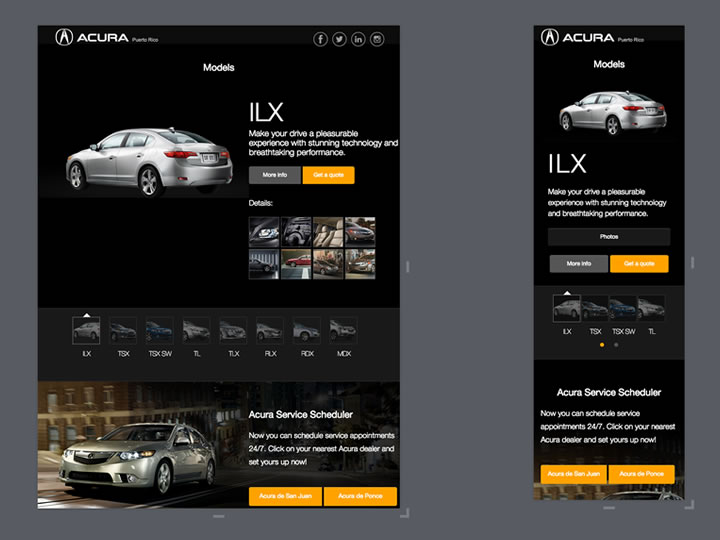 ACURA Puerto Rico
Models
ILX
Make your drive a pleasurable
experience with stunning technology and
breathtaking performance.
More info
Get a quote
Details:
ILX
TSX
TSX SW
TL
TLX
RLX
RDX
MDX
Acura Service Scheduler
Now you can schedule service appointments
24/7. Click on your nearest Acura dealer and
set yours up now!
Acura de San Juan
Acura de Ponce
ACURA Puerto Rico
Models
ILX
Make your drive a pleasurable
experience with stunning technology
and breathtaking performance.
Photos
More info
Get a quote
ILX
TSX
TSX SW
TL
Acura Service Scheduler
Now you can schedule service
appointments 24/7. Click on your nearest
Acura dealer and set yours up now!
Acura de San Juan
Acura de Ponce